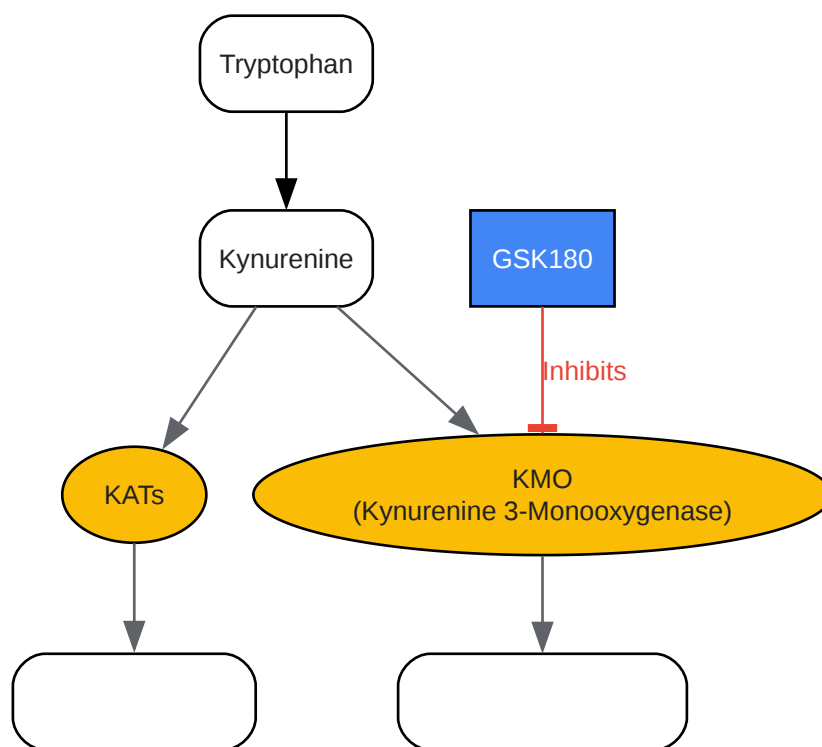 Tryptophan
Kynurenine
GSK180
Inhibits
KATs
KMO
(Kynurenine 3-Monooxygenase)